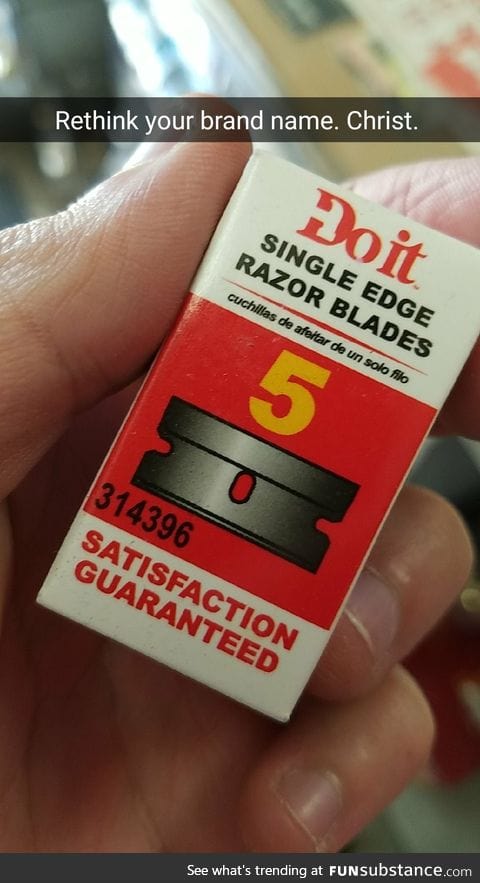 Rethink your brand name. Christ.
Do it
SINGLE EDGE
RAZOR BLADES
cuchillas de afeitar de un solo filo
5
314396
SATISFACTION
GUARANTEED
See what's trending at FUNsubstance.com